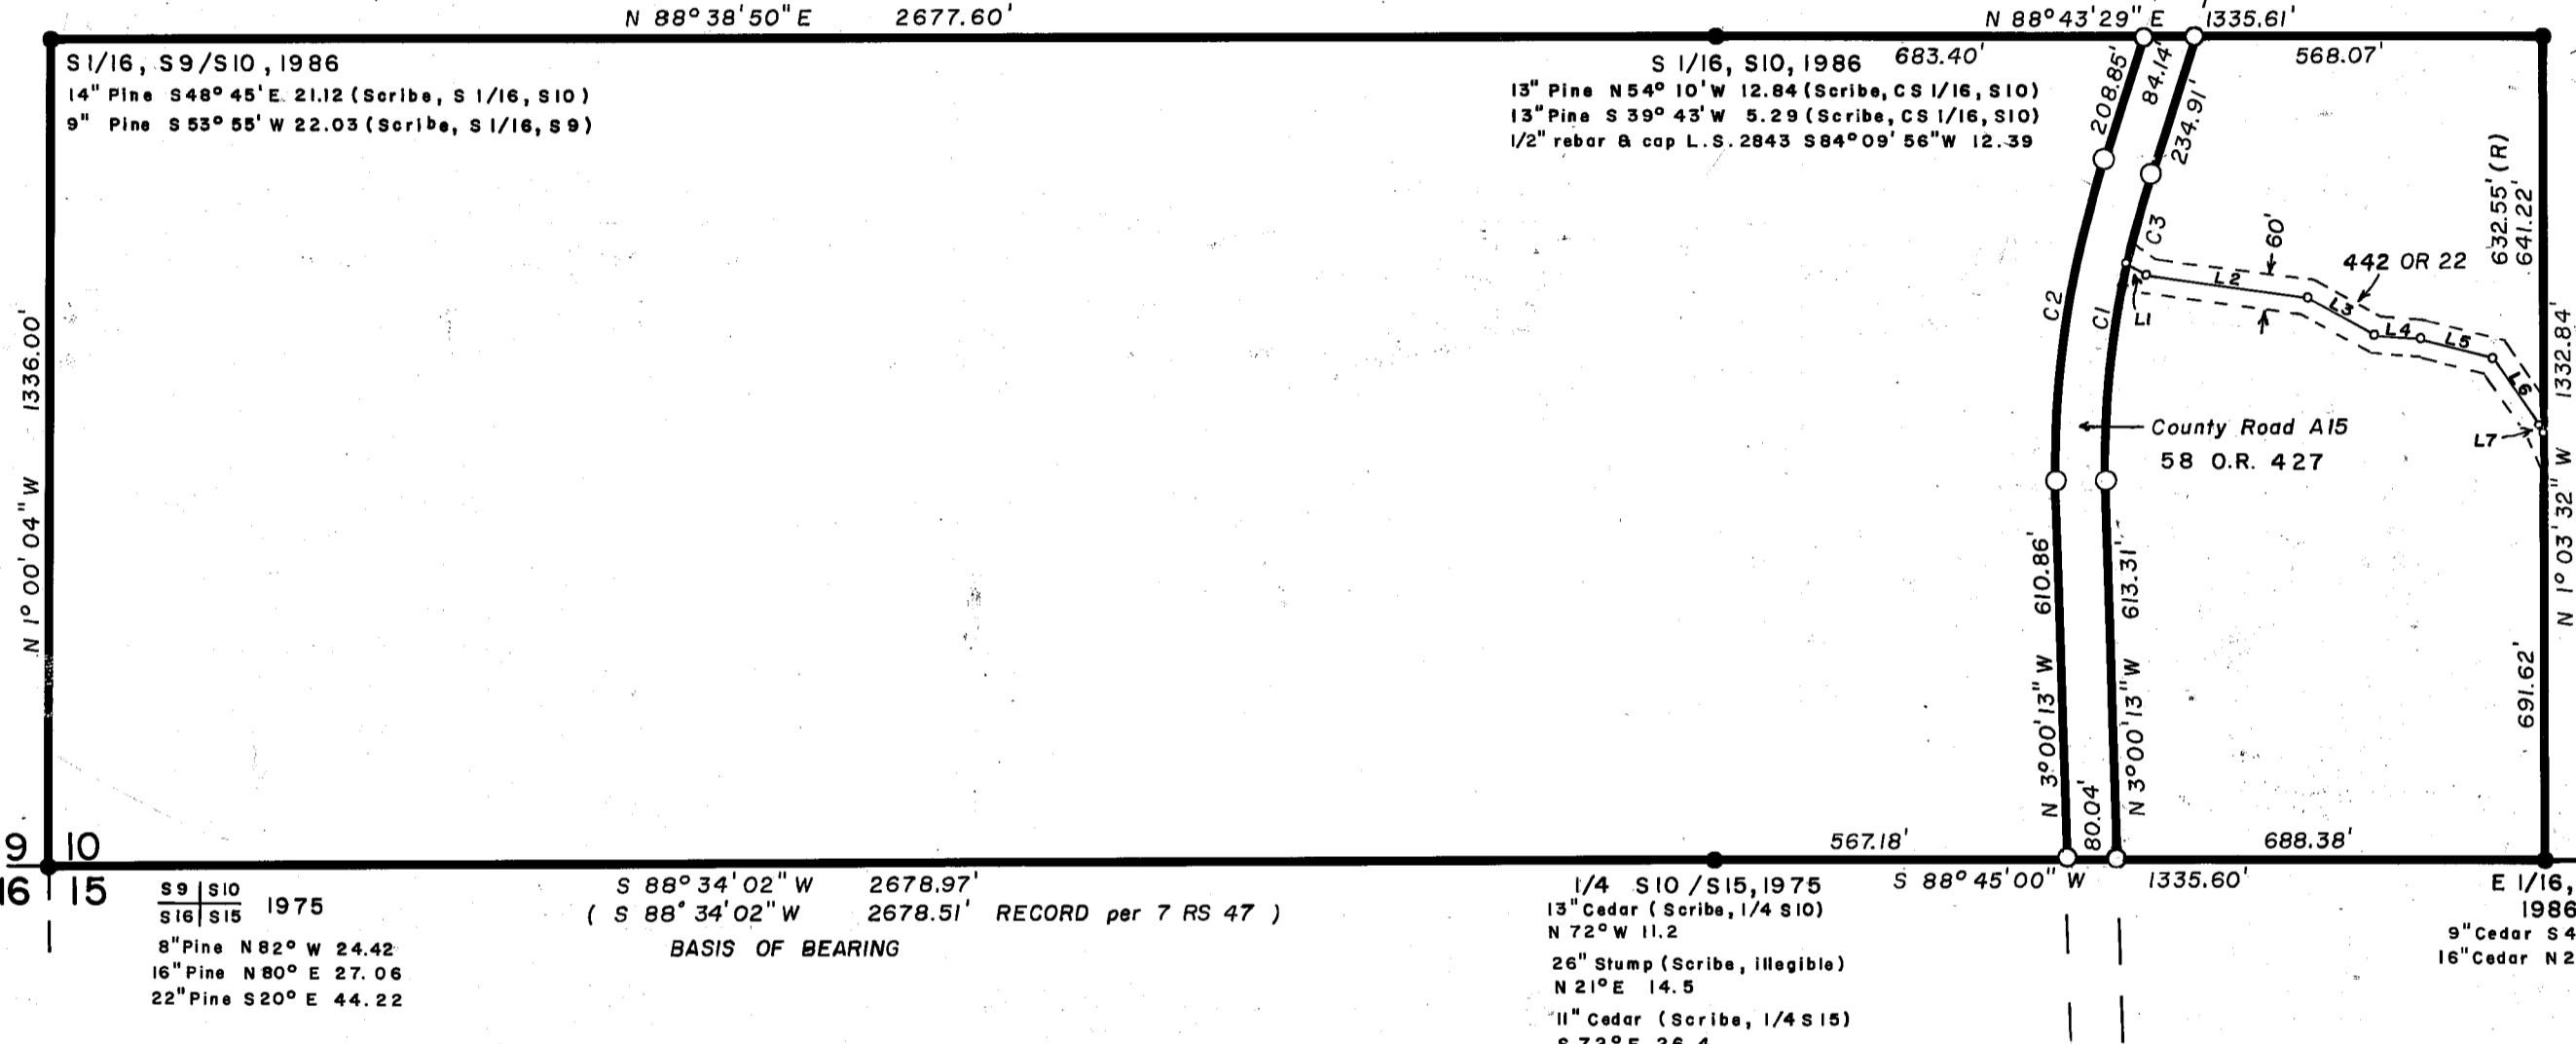 N 88° 38' 50" E 2677.60'
N 88° 43' 29" E 1335.61'
S 1/16, S9/S10, 1986
14" Pine S48° 45' E. 21.12 (Scribe, S 1/16, S10)
9" Pine S 53° 55' W 22.03 (Scribe, S 1/16, S9)
S 1/16, S10, 1986
683.40'
568.07'
13" Pine N54° 10' W 12.84 (Scribe, CS 1/16, S10)
13" Pine S 39° 43' W 5.29 (Scribe, CS 1/16, S10)
1/2" rebar & cap L.S. 2843 S84° 09' 56" W 12.39
208.85'
84.14'
234.91'
632.55' (R)
641.22'
C3
60'
442 OR 22
L2
L3
L1
L4
L5
L6
L7
C2
C1
N 1° 00' 04" W 1336.00'
N 1° 03' 32" W 1332.84'
County Road A15
58 O.R. 427
N 3° 00' 13" W 610.86'
N 3° 00' 13" W 613.31'
691.62'
80.04'
567.18'
688.38'
9 10
16 15
S9 S10
S16 S15
1975
8" Pine N 82° W 24.42
16" Pine N 80° E 27.06
22" Pine S 20° E 44.22
S 88° 34' 02" W 2678.97'
( S 88° 34' 02" W 2678.51' RECORD per 7 RS 47 )
BASIS OF BEARING
1/4 S10 / S15, 1975
13" Cedar ( Scribe, 1/4 S10)
N 72° W 11.2
26" Stump (Scribe, illegible)
N 21° E 14.5
11" Cedar (Scribe, 1/4 S 15)
S 73° E 26.4
S 88° 45' 00" W 1335.60'
E 1/16,
1986
9" Cedar S 4
16" Cedar N 2